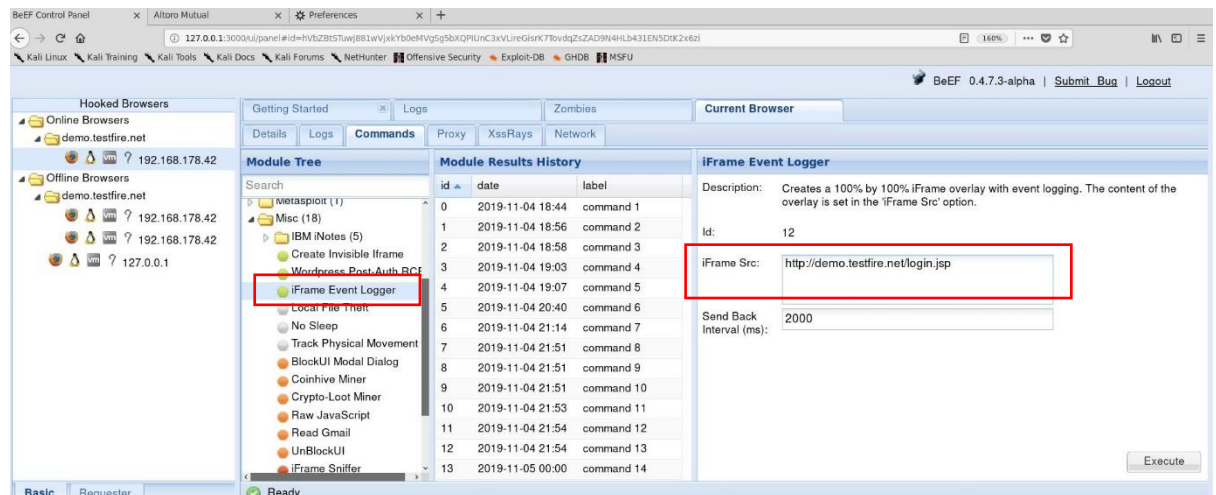 BeEF Control Panel × Altoro Mutual × Preferences × +
127.0.0.1:3000/ui/panel#id= 160%
Kali Linux Kali Training Kali Tools Kali Docs Kali Forums NetHunter Offensive Security Exploit-DB GHDB MSFU
BeEF 0.4.7.3-alpha | Submit Bug | Logout
Hooked Browsers
Online Browsers
demo.testfire.net
? 192.168.178.42
Offline Browsers
demo.testfire.net
? 192.168.178.42
? 192.168.178.42
? 127.0.0.1
Basic Requester
Getting Started Logs Zombies Current Browser
Details Logs Commands Proxy XssRays Network
Module Tree
Search
Metasploit (1)
Misc (18)
IBM iNotes (5)
Create Invisible Iframe
Wordpress Post-Auth RCE
iFrame Event Logger
Local File Theft
No Sleep
Track Physical Movement
BlockUI Modal Dialog
Coinhive Miner
Crypto-Loot Miner
Raw JavaScript
Read Gmail
UnBlockUI
iFrame Sniffer
Module Results History
id date label
0 2019-11-04 18:44 command 1
1 2019-11-04 18:56 command 2
2 2019-11-04 18:58 command 3
3 2019-11-04 19:03 command 4
4 2019-11-04 19:07 command 5
5 2019-11-04 20:40 command 6
6 2019-11-04 21:14 command 7
7 2019-11-04 21:51 command 8
8 2019-11-04 21:51 command 9
9 2019-11-04 21:51 command 10
10 2019-11-04 21:53 command 11
11 2019-11-04 21:54 command 12
12 2019-11-04 21:54 command 13
13 2019-11-05 00:00 command 14
iFrame Event Logger
Description: Creates a 100% by 100% iFrame overlay with event logging. The content of the
overlay is set in the 'iFrame Src' option.
Id: 12
iFrame Src: http://demo.testfire.net/login.jsp
Send Back
Interval (ms): 2000
Execute
Ready